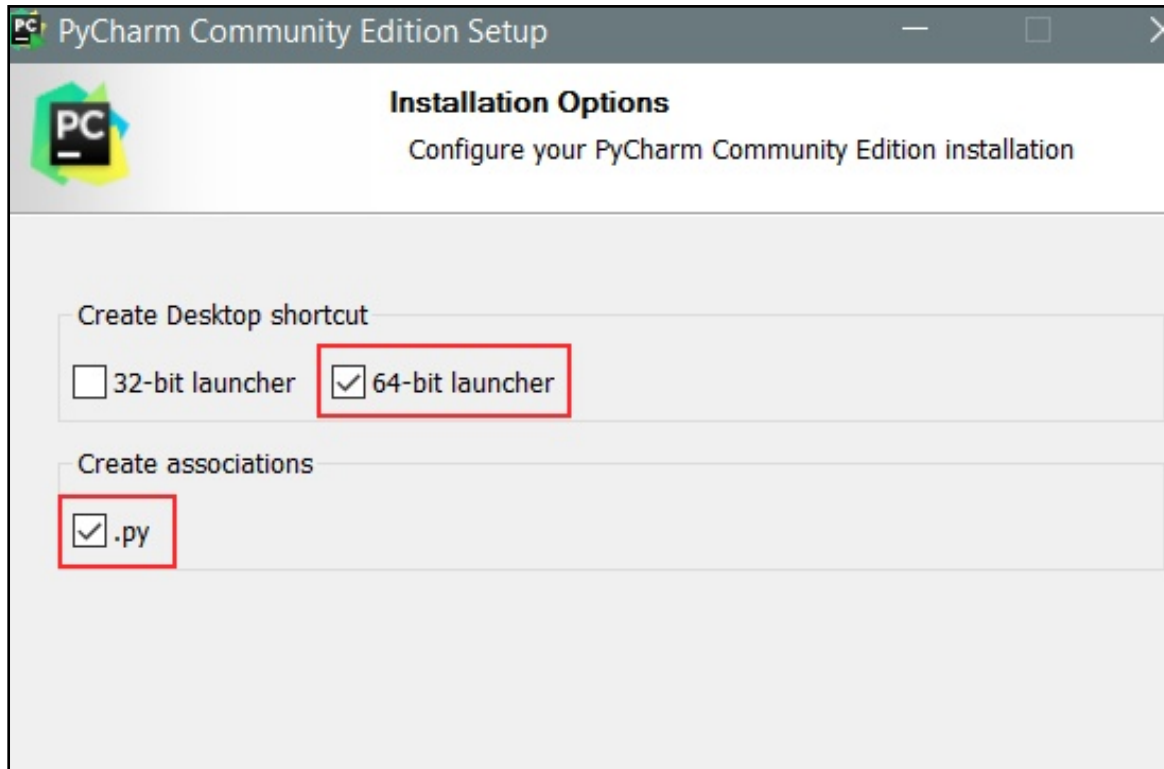 PC PyCharm Community Edition Setup
PC
Installation Options
Configure your PyCharm Community Edition installation
Create Desktop shortcut
32-bit launcher 64-bit launcher
Create associations
.py